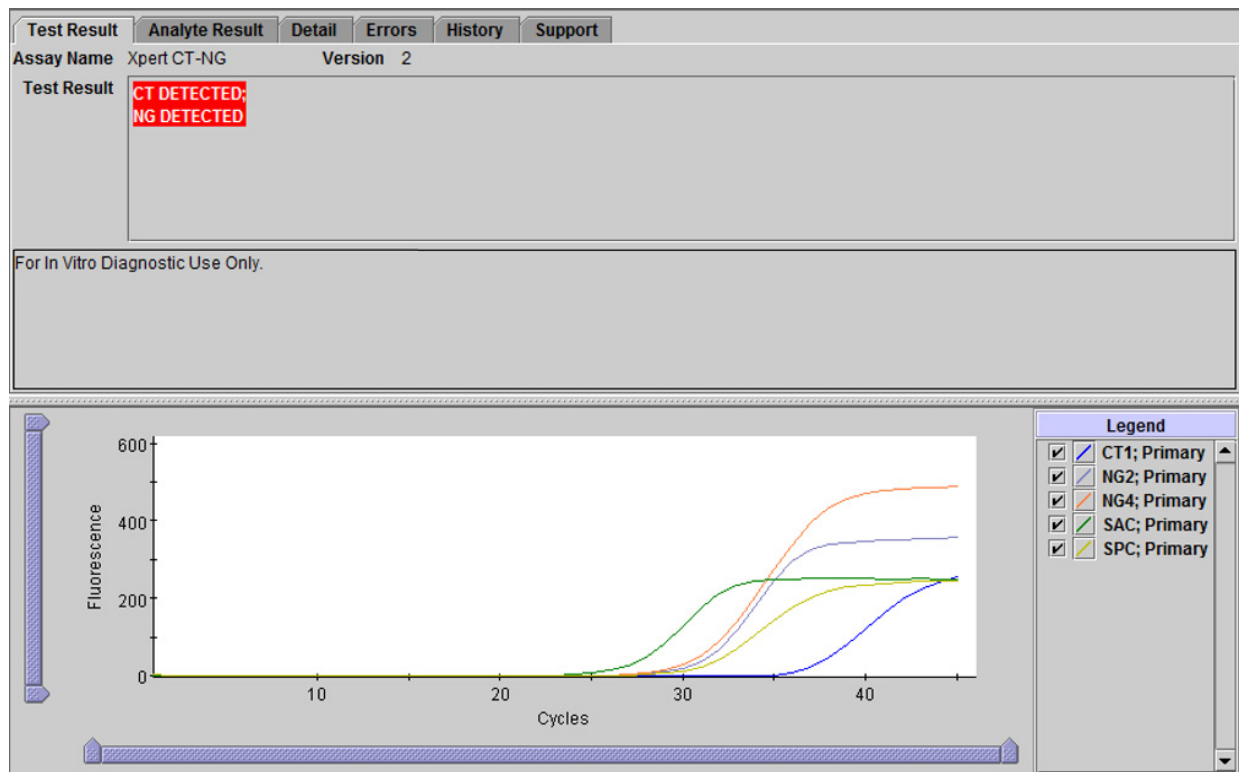 Test Result Analyte Result Detail Errors History Support
Assay Name Xpert CT-NG Version 2
Test Result CT DETECTED;
NG DETECTED
For In Vitro Diagnostic Use Only.
Legend
CT1; Primary
NG2; Primary
NG4; Primary
SAC; Primary
SPC; Primary
Fluorescence
600
400
200
0
10 20 30 40
Cycles